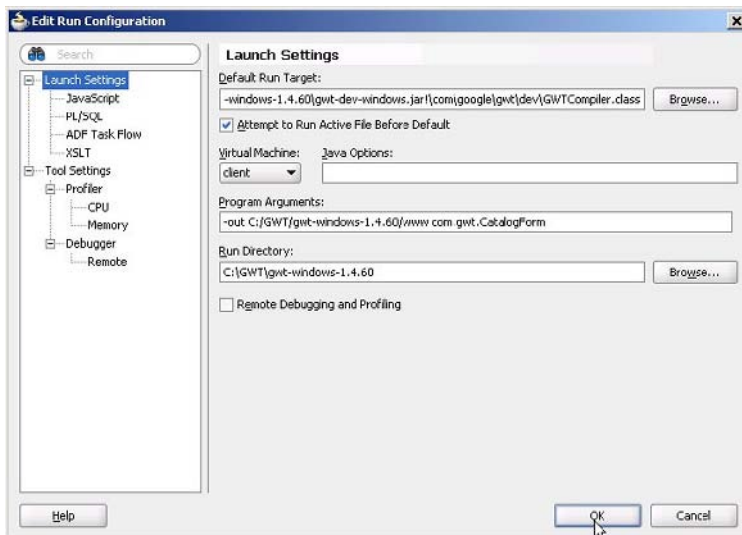 Edit Run Configuration
Search
Launch Settings
JavaScript
PL/SQL
ADF Task Flow
XSLT
Tool Settings
Profiler
CPU
Memory
Debugger
Remote
Launch Settings
Default Run Target:
-windows-1.4.60\gwt-dev-windows.jar!\com\google\gwt\dev\GWTCompiler.class
Browse...
Attempt to Run Active File Before Default
Virtual Machine:
Java Options:
client
Program Arguments:
-out C:/GWT/gwt-windows-1.4.60/www com gwt.CatalogForm
Run Directory:
C:\GWT\gwt-windows-1.4.60
Browse...
Remote Debugging and Profiling
Help
OK
Cancel